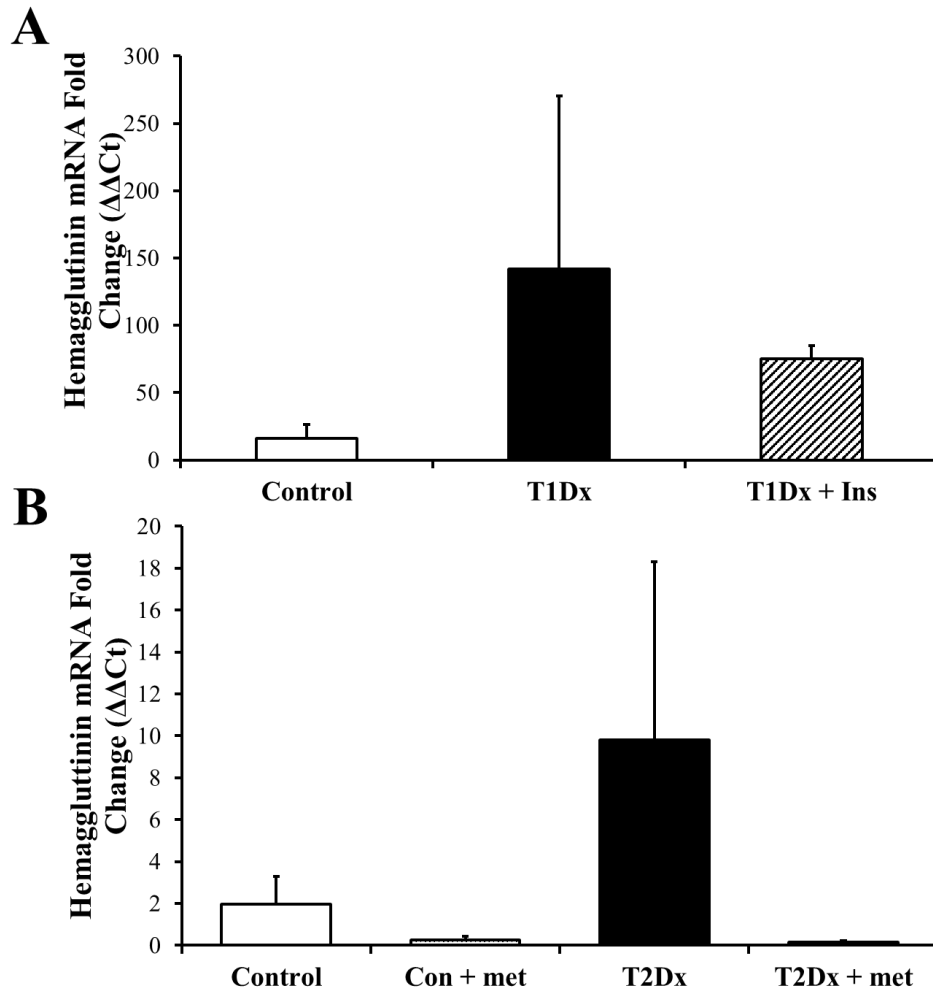 A
Hemagglutinin mRNA Fold
Change (ΔΔCt)
300
250
200
150
100
50
0
Control T1Dx T1Dx + Ins
B
Hemaggluttinin mRNA Fold
Change (ΔΔCt)
20
18
16
14
12
10
8
6
4
2
0
Control Con + met T2Dx T2Dx + met